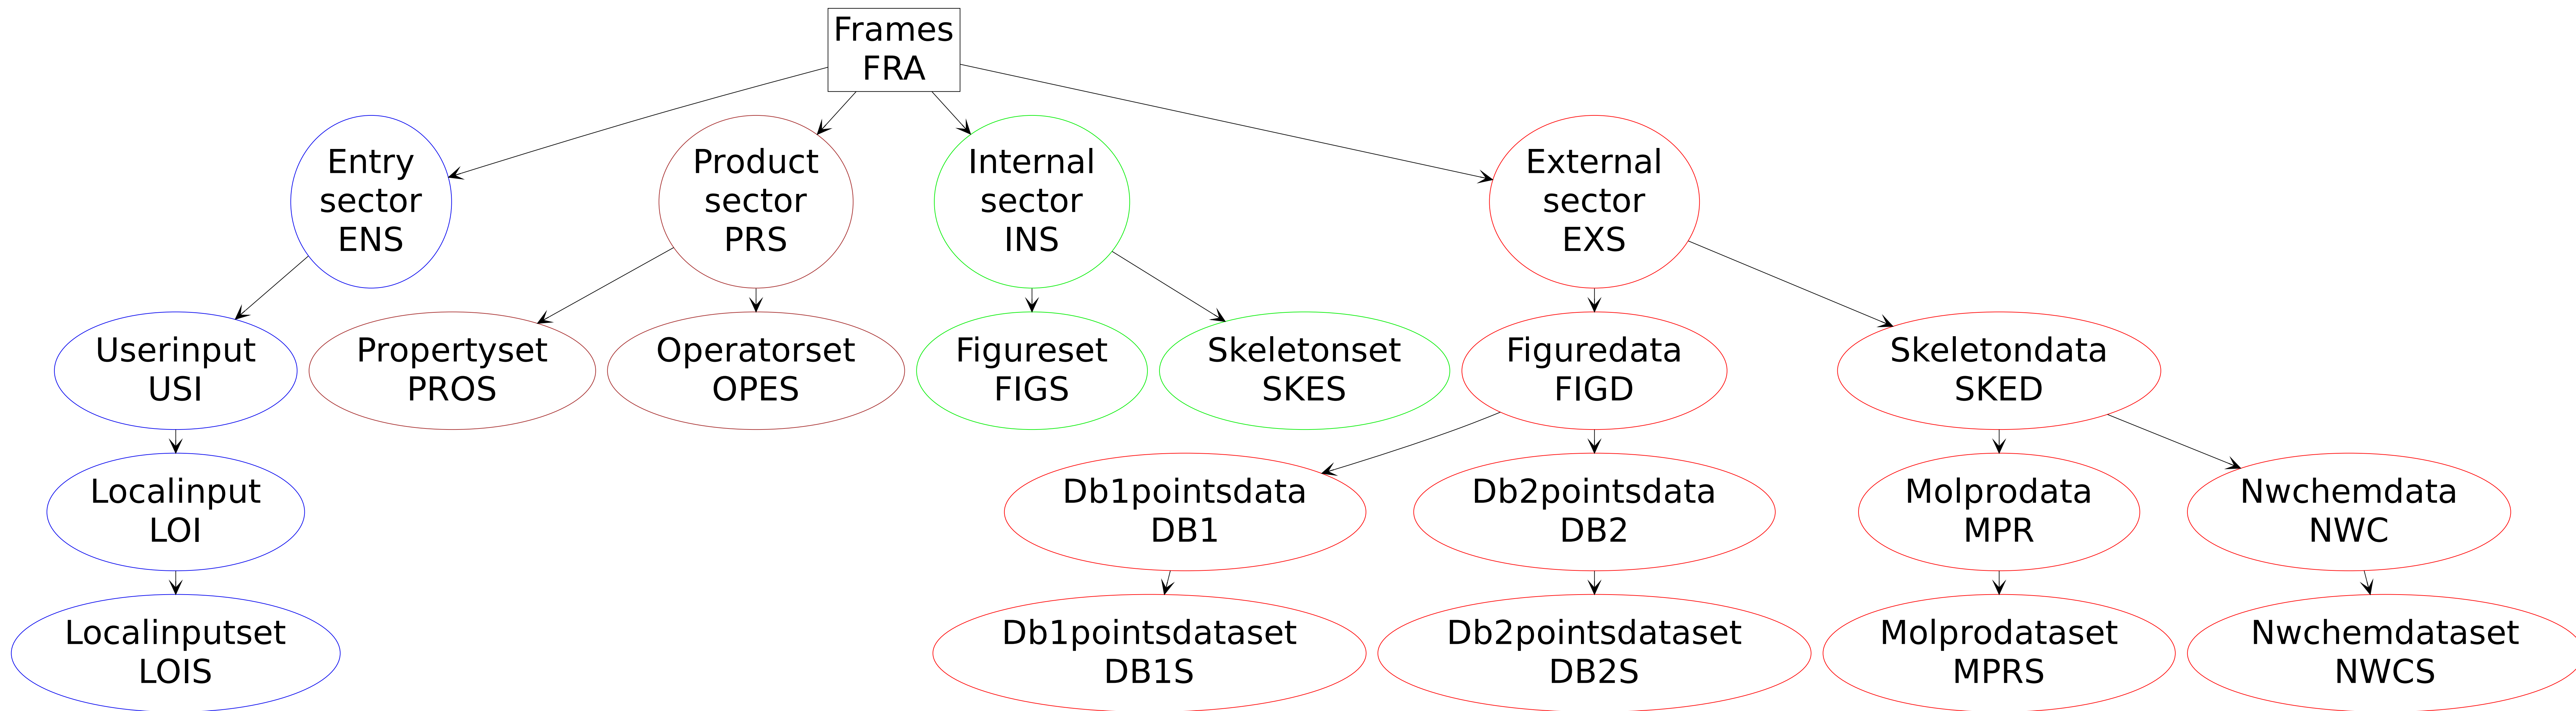 Frames
FRA
Entry
sector
ENS
Product
sector
PRS
Internal
sector
INS
External
sector
EXS
Userinput
USI
Propertyset
PROS
Operatorset
OPES
Figureset
FIGS
Skeletonset
SKES
Figuredata
FIGD
Skeletondata
SKED
Localinput
LOI
Db1pointsdata
DB1
Db2pointsdata
DB2
Molprodata
MPR
Nwchemdata
NWC
Localinputset
LOIS
Db1pointsdataset
DB1S
Db2pointsdataset
DB2S
Molprodataset
MPRS
Nwchemdataset
NWCS